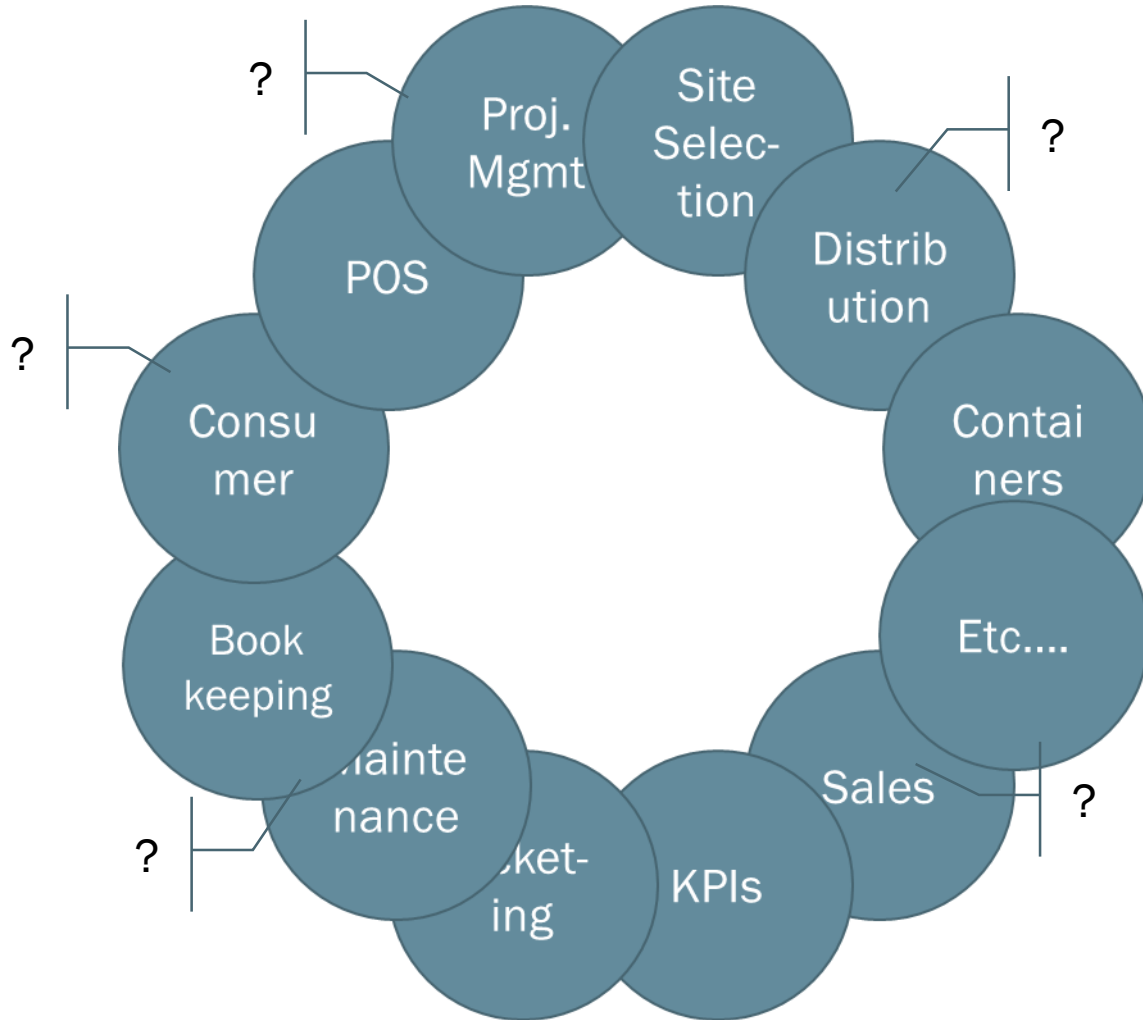 ?
Proj.
Mgmt
Site
Selec-
tion
?
Distrib
ution
POS
?
Consu
mer
Contai
ners
Etc....
Book
keeping
nance
?
ing
KPIs
Sales
?